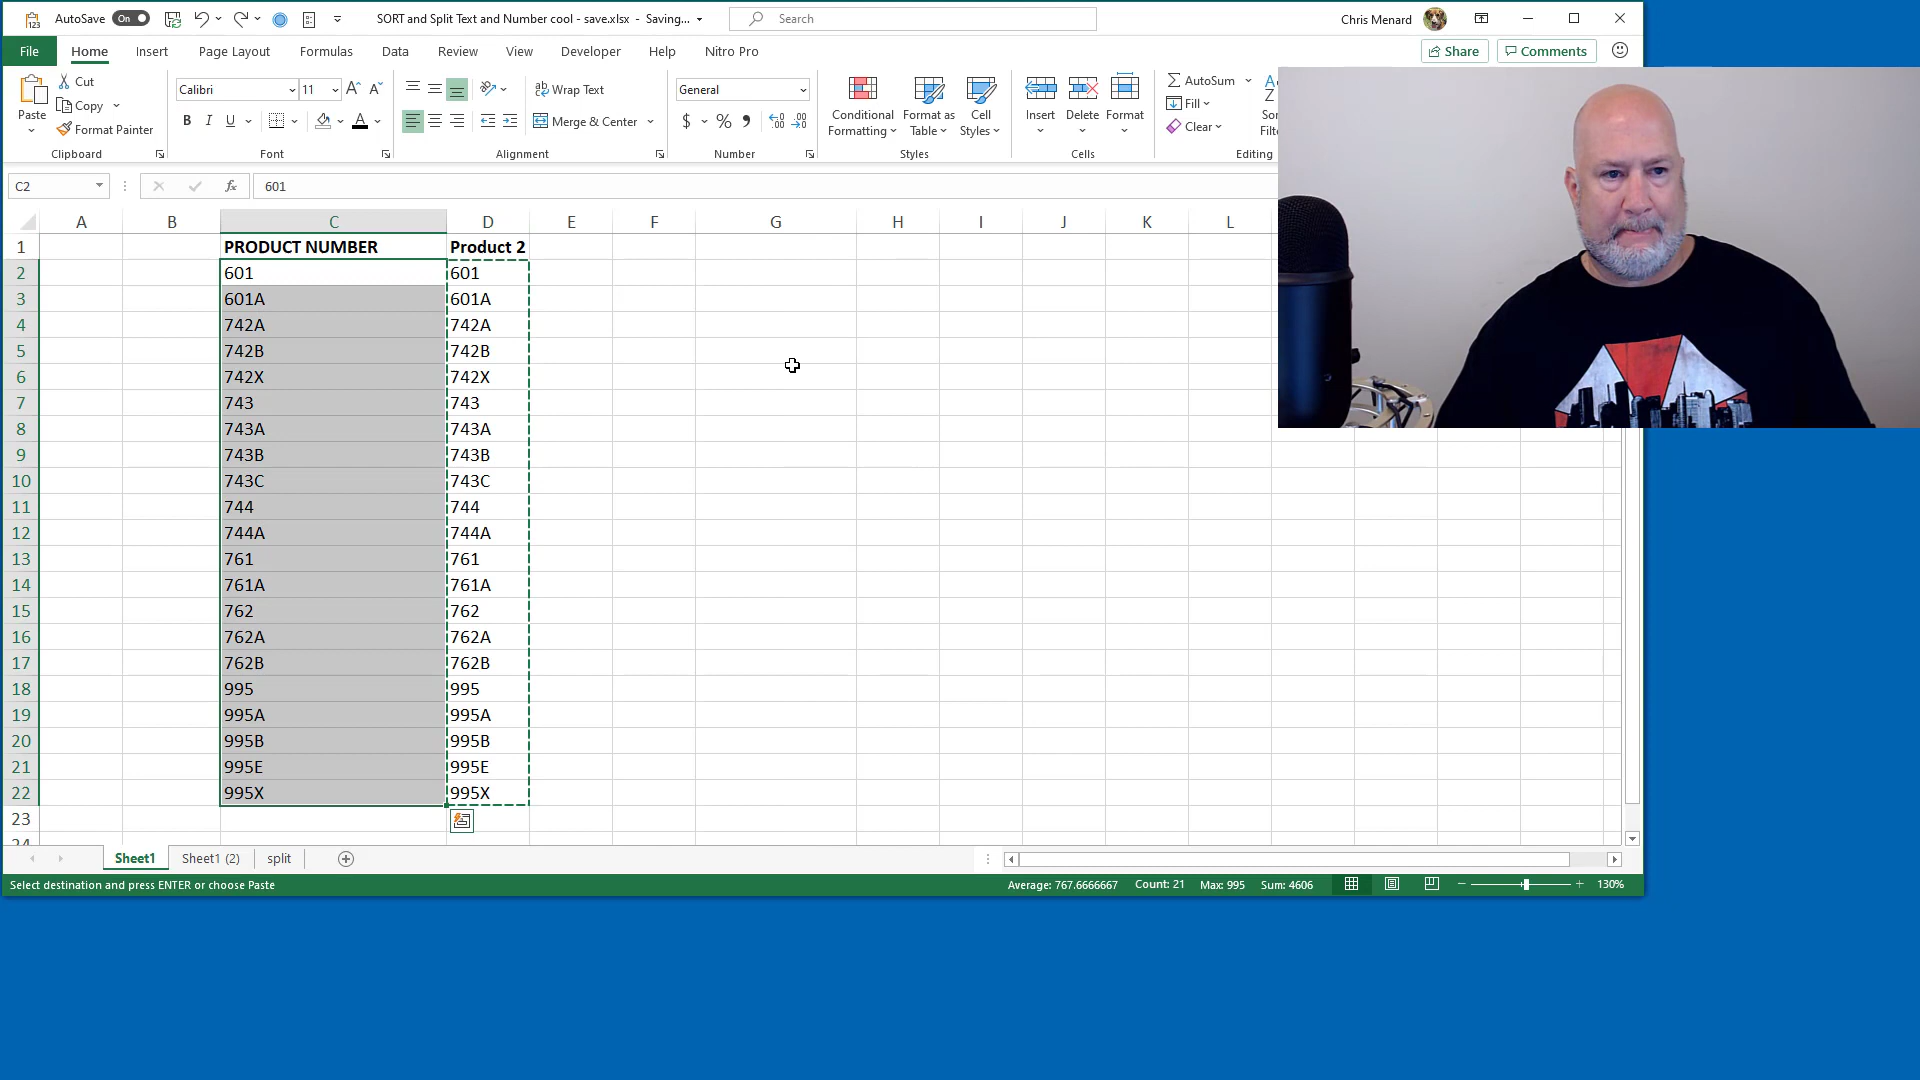 AutoSave On SORT and Split Text and Number cool - save.xlsx - Saving... Search Chris Menard
File Home Insert Page Layout Formulas Data Review View Developer Help Nitro Pro Share Comments
Paste Cut Calibri 11 Wrap Text General Conditional Formatting Format as Table Cell Styles Insert Delete Format AutoSum
Copy Fill
Format Painter B I U A Merge & Center $ % Clear
Clipboard Font Alignment Number Styles Cells Editing
C2 fx 601
A B C D E F G H I J K L
1 PRODUCT NUMBER Product 2
2 601 601
3 601A 601A
4 742A 742A
5 742B 742B
6 742X 742X
7 743 743
8 743A 743A
9 743B 743B
10 743C 743C
11 744 744
12 744A 744A
13 761 761
14 761A 761A
15 762 762
16 762A 762A
17 762B 762B
18 995 995
19 995A 995A
20 995B 995B
21 995E 995E
22 995X 995X
23
Sheet1 Sheet1 (2) split
Select destination and press ENTER or choose Paste Average: 767.6666667 Count: 21 Max: 995 Sum: 4606 130%